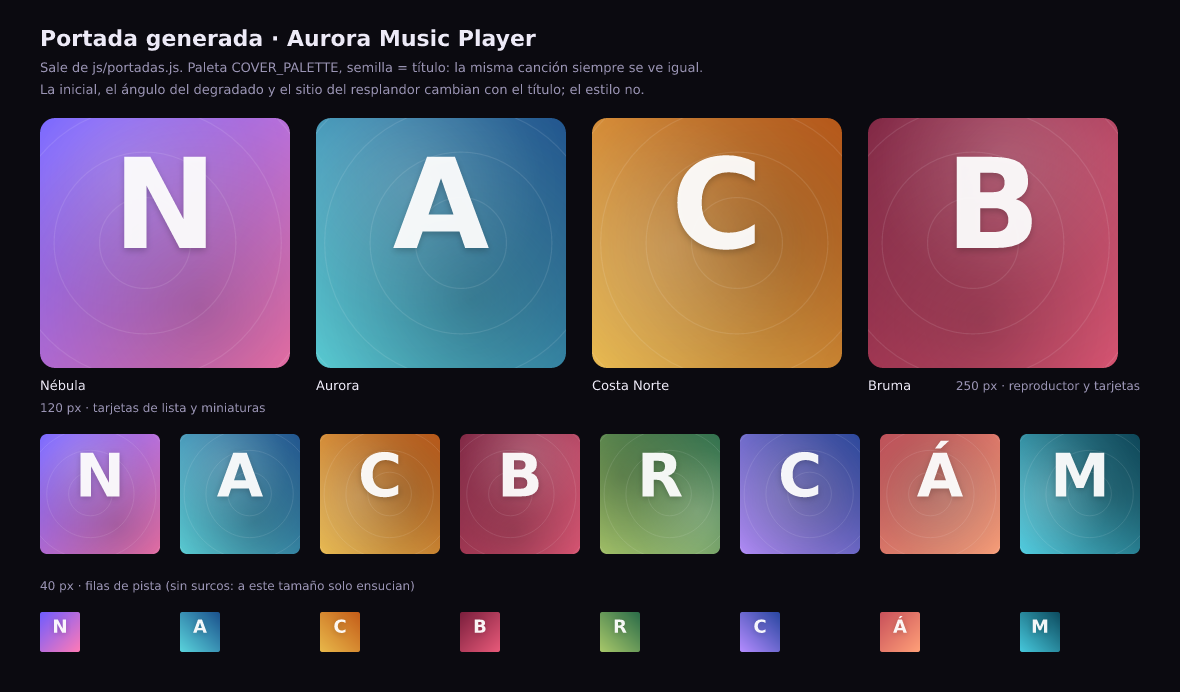 Portada generada · Aurora Music Player
Sale de js/portadas.js. Paleta COVER_PALETTE, semilla = título: la misma canción siempre se ve igual.
La inicial, el ángulo del degradado y el sitio del resplandor cambian con el título; el estilo no.
N A C B
Nébula Aurora Costa Norte Bruma 250 px · reproductor y tarjetas
120 px · tarjetas de lista y miniaturas
N A C B R C Á M
40 px · filas de pista (sin surcos: a este tamaño solo ensucian)
N A C B R C Á M